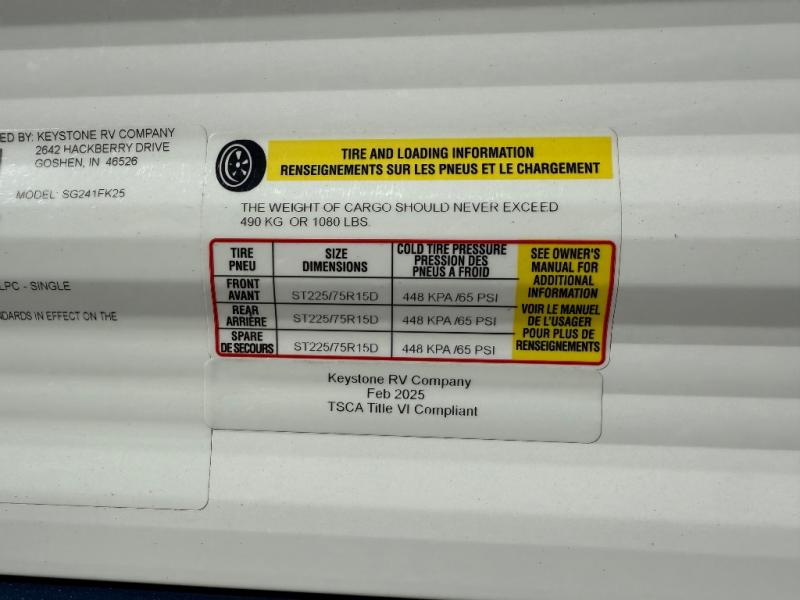 ED BY: KEYSTONE RV COMPANY
2642 HACKBERRY DRIVE
GOSHEN, IN 46526
MODEL: SG241FK25
LPC - SINGLE
NDARDS IN EFFECT ON THE
TIRE AND LOADING INFORMATION
RENSEIGNEMENTS SUR LES PNEUS ET LE CHARGEMENT
THE WEIGHT OF CARGO SHOULD NEVER EXCEED
490 KG OR 1080 LBS.
TIRE
PNEU
SIZE
DIMENSIONS
COLD TIRE PRESSURE
PRESSION DES
PNEUS A FROID
FRONT
AVANT
ST225/75R15D
448 KPA /65 PSI
REAR
ARRIÈRE
ST225/75R15D
448 KPA /65 PSI
SPARE
DE SECOURS
ST225/75R15D
448 KPA /65 PSI
SEE OWNER'S
MANUAL FOR
ADDITIONAL
INFORMATION
VOIR LE MANUEL
DE L'USAGER
POUR PLUS DE
RENSEIGNEMENTS
Keystone RV Company
Feb 2025
TSCA Title VI Compliant